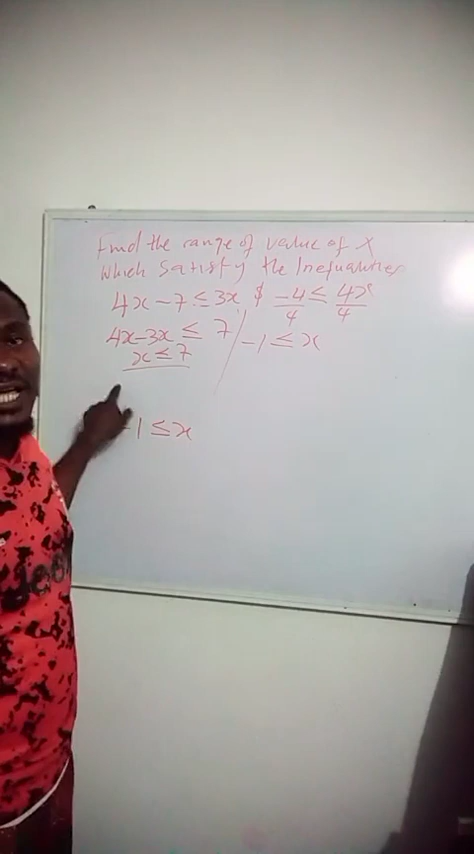 Find the range of value of X
Which Satisfy the Inequalities
4x - 7 ≤ 3x $ -4/4 ≤ 4x/4
4x - 3x ≤ 7 / -1 ≤ x
x ≤ 7
-1 ≤ x